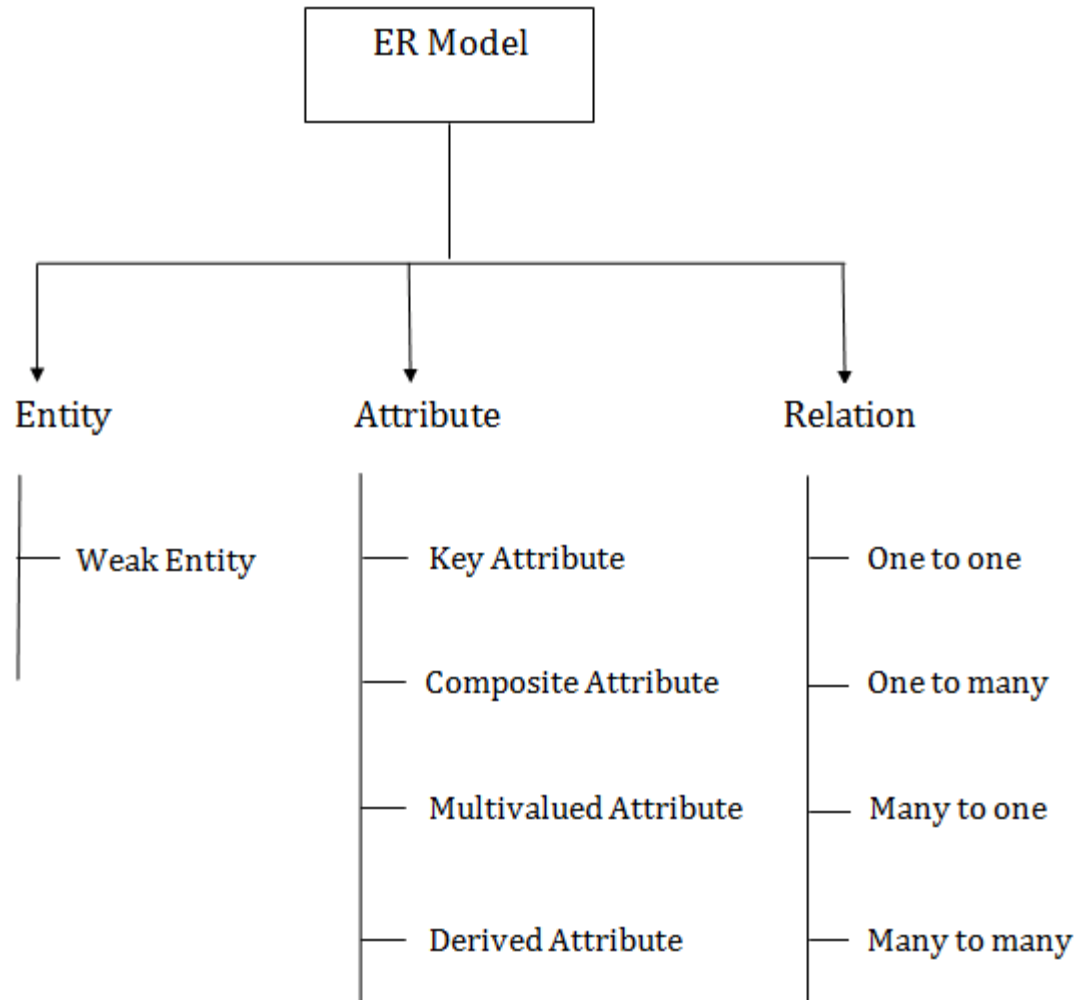 ER Model
Entity
Attribute
Relation
Weak Entity
Key Attribute
One to one
Composite Attribute
One to many
Multivalued Attribute
Many to one
Derived Attribute
Many to many